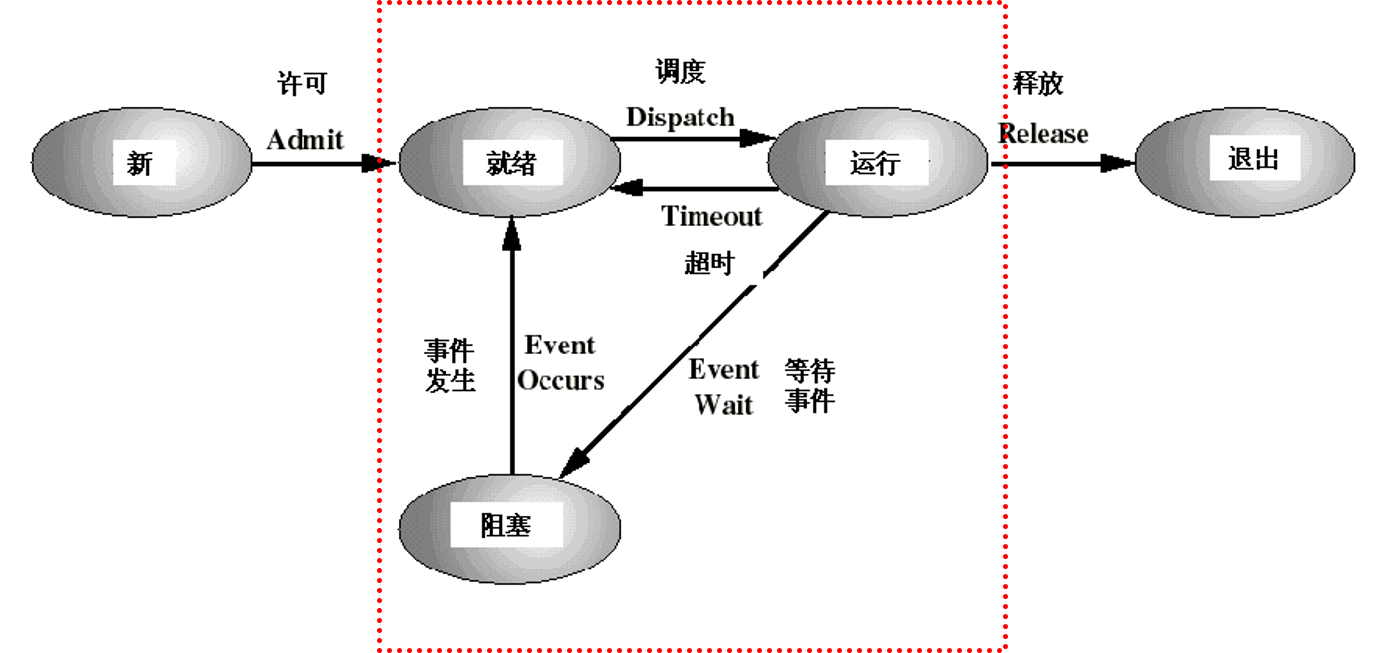 许可
Admit
新
就绪
调度
Dispatch
运行
释放
Release
退出
Timeout
超时
事件
发生
Event
Occurs
Event
Wait
等待
事件
阻塞